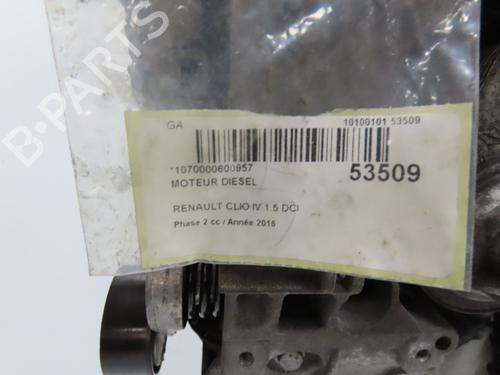 B-PARTS
GA
10100101 53509
*1070000600957
53509
MOTEUR DIESEL
RENAULT CLIO IV 1.5 DCI
Phase 2 cc / Année 2016